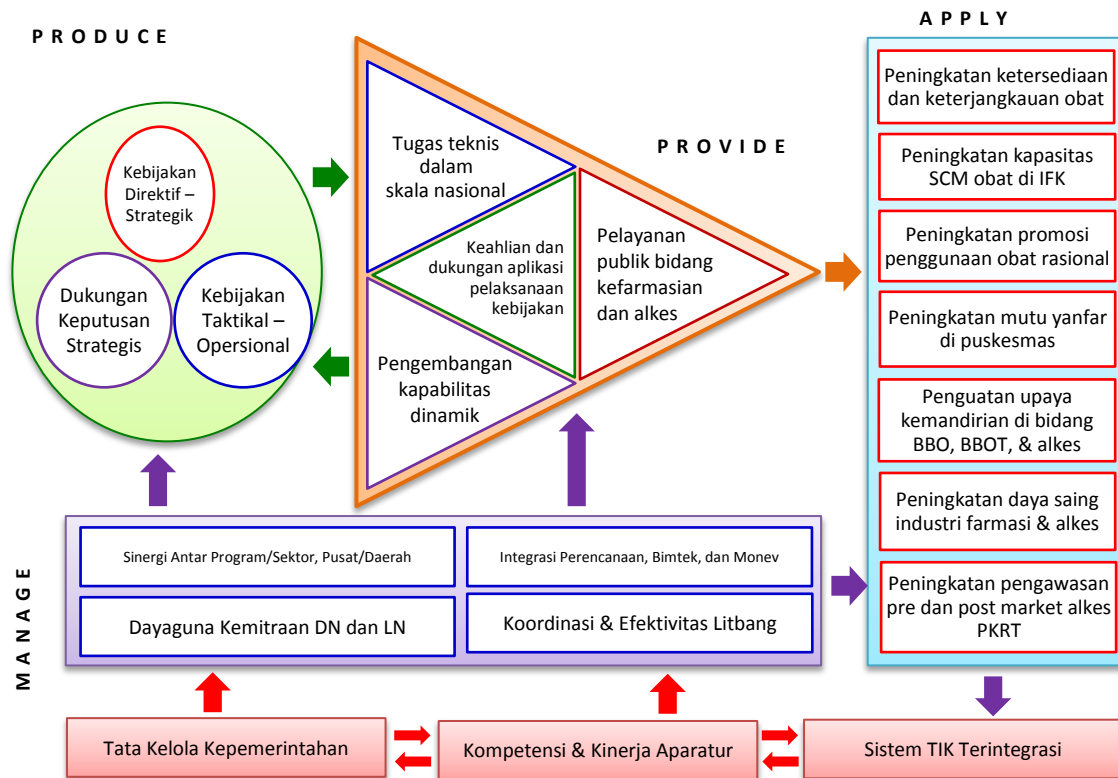 PRODUCE
Kebijakan
Direktif –
Strategik
Dukungan
Keputusan
Strategis
Kebijakan
Taktikal –
Opersional
Tugas teknis
dalam
skala nasional
Keahlian dan
dukungan aplikasi
pelaksanaan
kebijakan
Pengembangan
kapabilitas
dinamik
PROVIDE
Pelayanan
publik bidang
kefarmasian
dan alkes
APPLY
Peningkatan ketersediaan
dan keterjangkauan obat
Peningkatan kapasitas
SCM obat di IFK
Peningkatan promosi
penggunaan obat rasional
Peningkatan mutu yanfar
di puskesmas
Penguatan upaya
kemandirian di bidang
BBO, BBOT, & alkes
Peningkatan daya saing
industri farmasi & alkes
Peningkatan pengawasan
pre dan post market alkes
PKRT
MANAGE
Sinergi Antar Program/Sektor, Pusat/Daerah
Integrasi Perencanaan, Bimtek, dan Monev
Dayaguna Kemitraan DN dan LN
Koordinasi & Efektivitas Litbang
Tata Kelola Kepemerintahan
Kompetensi & Kinerja Aparatur
Sistem TIK Terintegrasi